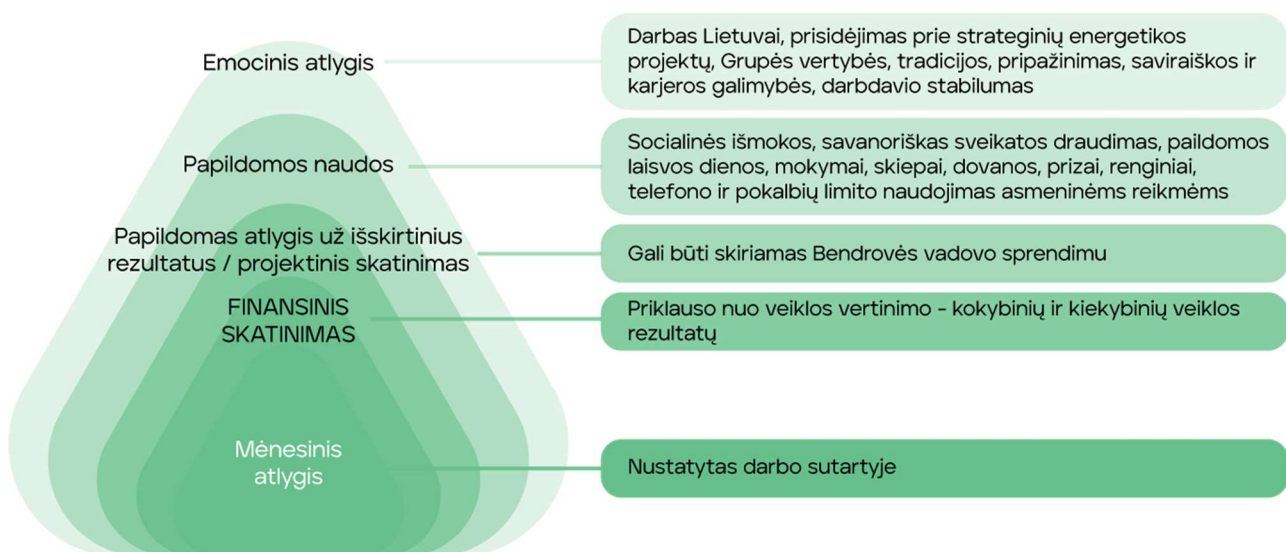 Emocinis atlygis
Darbas Lietuvai, prisidėjimas prie strateginių energetikos
projektų, Grupės vertybės, tradicijos, pripažinimas, saviraiškos ir
karjeros galimybės, darbdavio stabilumas
Papildomos naudos
Socialinės išmokos, savanoriškas sveikatos draudimas, paildomos
laisvos dienos, mokymai, skiepai, dovanos, prizai, renginiai,
telefono ir pokalbių limito naudojimas asmeninėms reikmėms
Papildomas atlygis už išskirtinius
rezultatus / projektinis skatinimas
Gali būti skiriamas Bendrovės vadovo sprendimu
FINANSINIS
SKATINIMAS
Priklauso nuo veiklos vertinimo - kokybinių ir kiekybinių veiklos
rezultatų
Mėnesinis
atlygis
Nustatytas darbo sutartyje